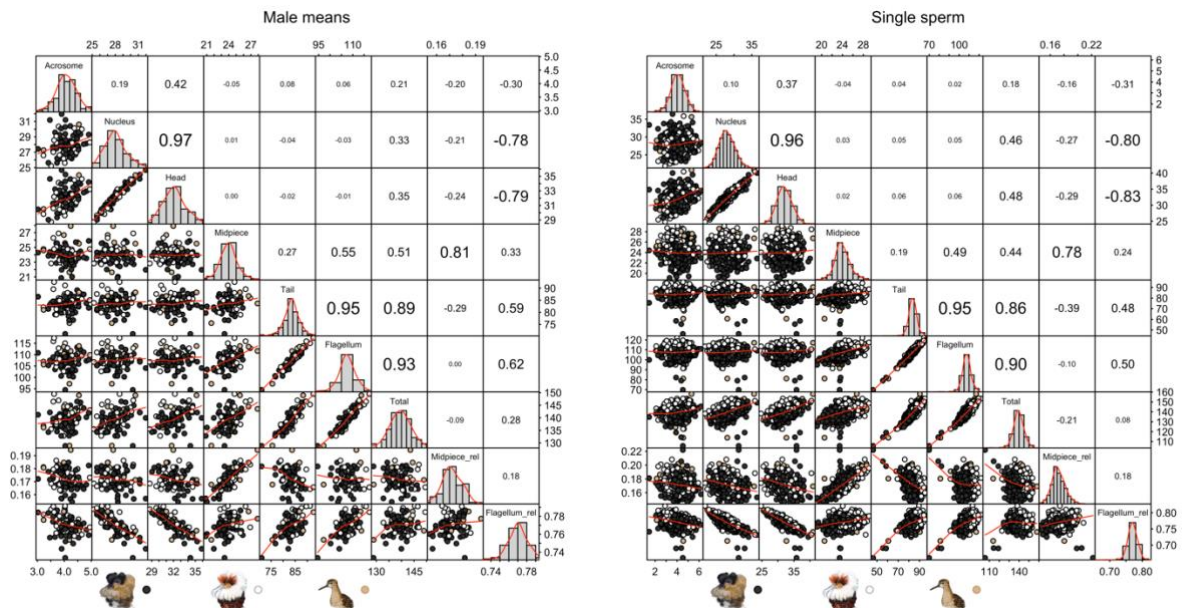 Male means Single sperm
25 28 31 21 24 27 95 110 0.16 0.19 25 35 20 24 28 70 100 0.16 0.22
Acrosome 0.19 0.42 -0.05 0.08 0.06 0.21 -0.20 -0.30 5.0 4.5 4.0 3.5 3.0 Acrosome 0.10 0.37 -0.04 0.04 0.02 0.18 -0.16 -0.31 6 5 4 3 2
31 29 27 25 Nucleus 0.97 0.01 -0.04 -0.03 0.33 -0.21 -0.78 35 30 25 Nucleus 0.96 0.03 0.05 0.05 0.46 -0.27 -0.80
Head 0.00 -0.02 -0.01 0.35 -0.24 -0.79 35 33 31 29 Head 0.02 0.06 0.06 0.48 -0.29 -0.83 40 35 30 25
27 25 23 21 Midpiece 0.27 0.55 0.51 0.81 0.33 28 26 24 22 20 Midpiece 0.19 0.49 0.44 0.78 0.24
Tail 0.95 0.89 -0.29 0.59 90 85 80 75 Tail 0.95 0.86 -0.39 0.48 90 80 70 60 50
115 110 105 100 95 Flagellum 0.93 0.00 0.62 120 110 100 90 80 70 Flagellum 0.90 -0.10 0.50
Total -0.09 0.28 150 145 140 135 130 Total -0.21 0.08 160 150 140 130 110
0.19 0.18 0.17 0.16 Midpiece_rel 0.18 0.22 0.20 0.18 0.16 Midpiece_rel 0.18
Flagellum_rel 0.78 0.76 0.74 Flagellum_rel 0.80 0.75 0.70
3.0 4.0 5.0 29 32 35 75 85 130 145 0.74 0.78 2 4 6 25 35 50 70 90 110 140 0.70 0.80